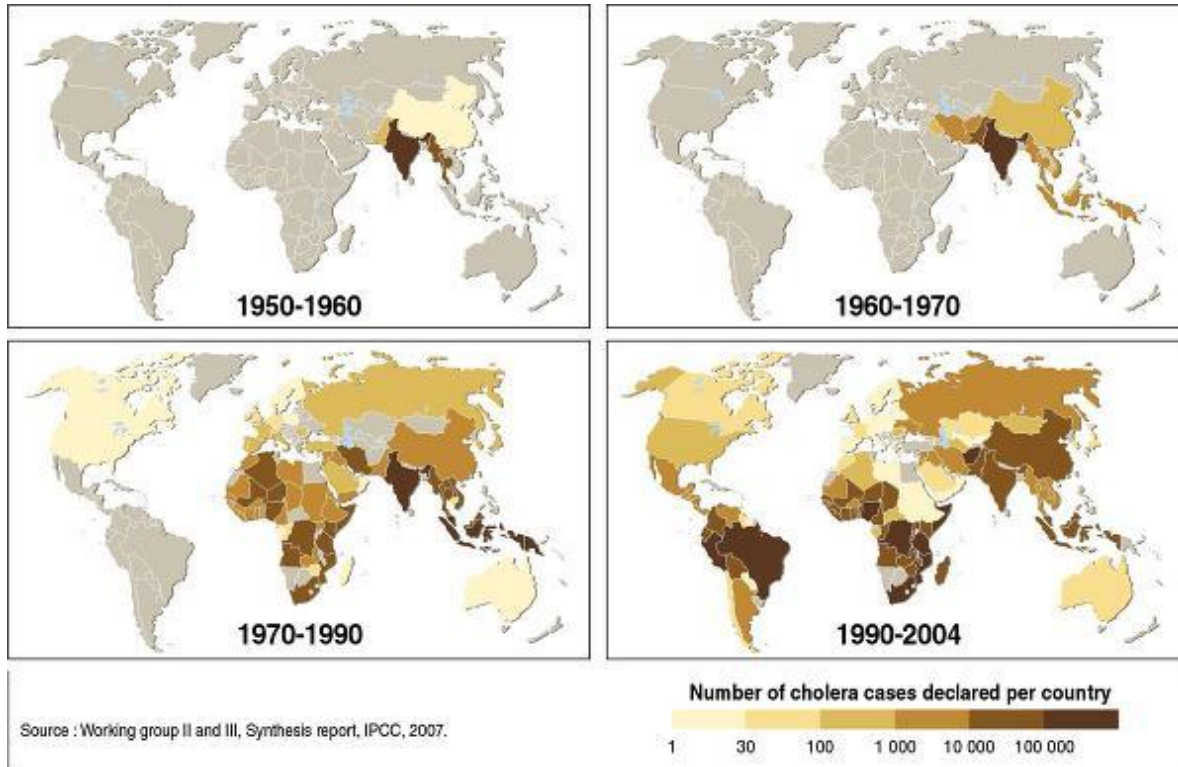 1950-1960
1960-1970
1970-1990
1990-2004
Source : Working group II and III, Synthesis report, IPCC, 2007.
Number of cholera cases declared per country
1 30 100 1 000 10 000 100 000